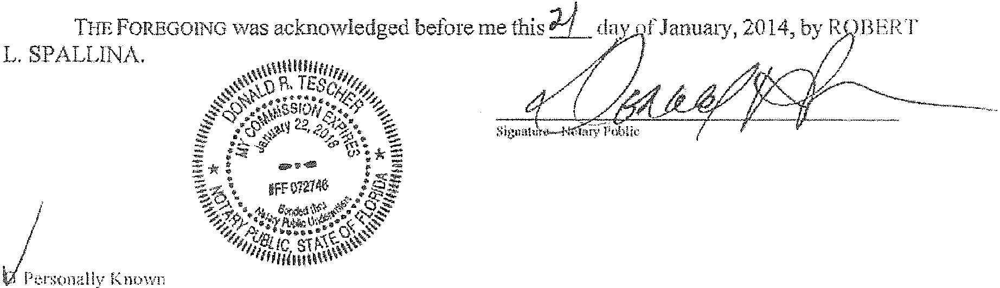 THE FOREGOING was acknowledged before me this 21 day of January, 2014, by ROBERT
L. SPALLINA.
DONALD R. TESCHER
MY COMMISSION EXPIRES
January 22, 2018
#FF 072746
Bonded thru
Notary Public Underwriters
NOTARY PUBLIC, STATE OF FLORIDA
Signature—Notary Public
Personally Known